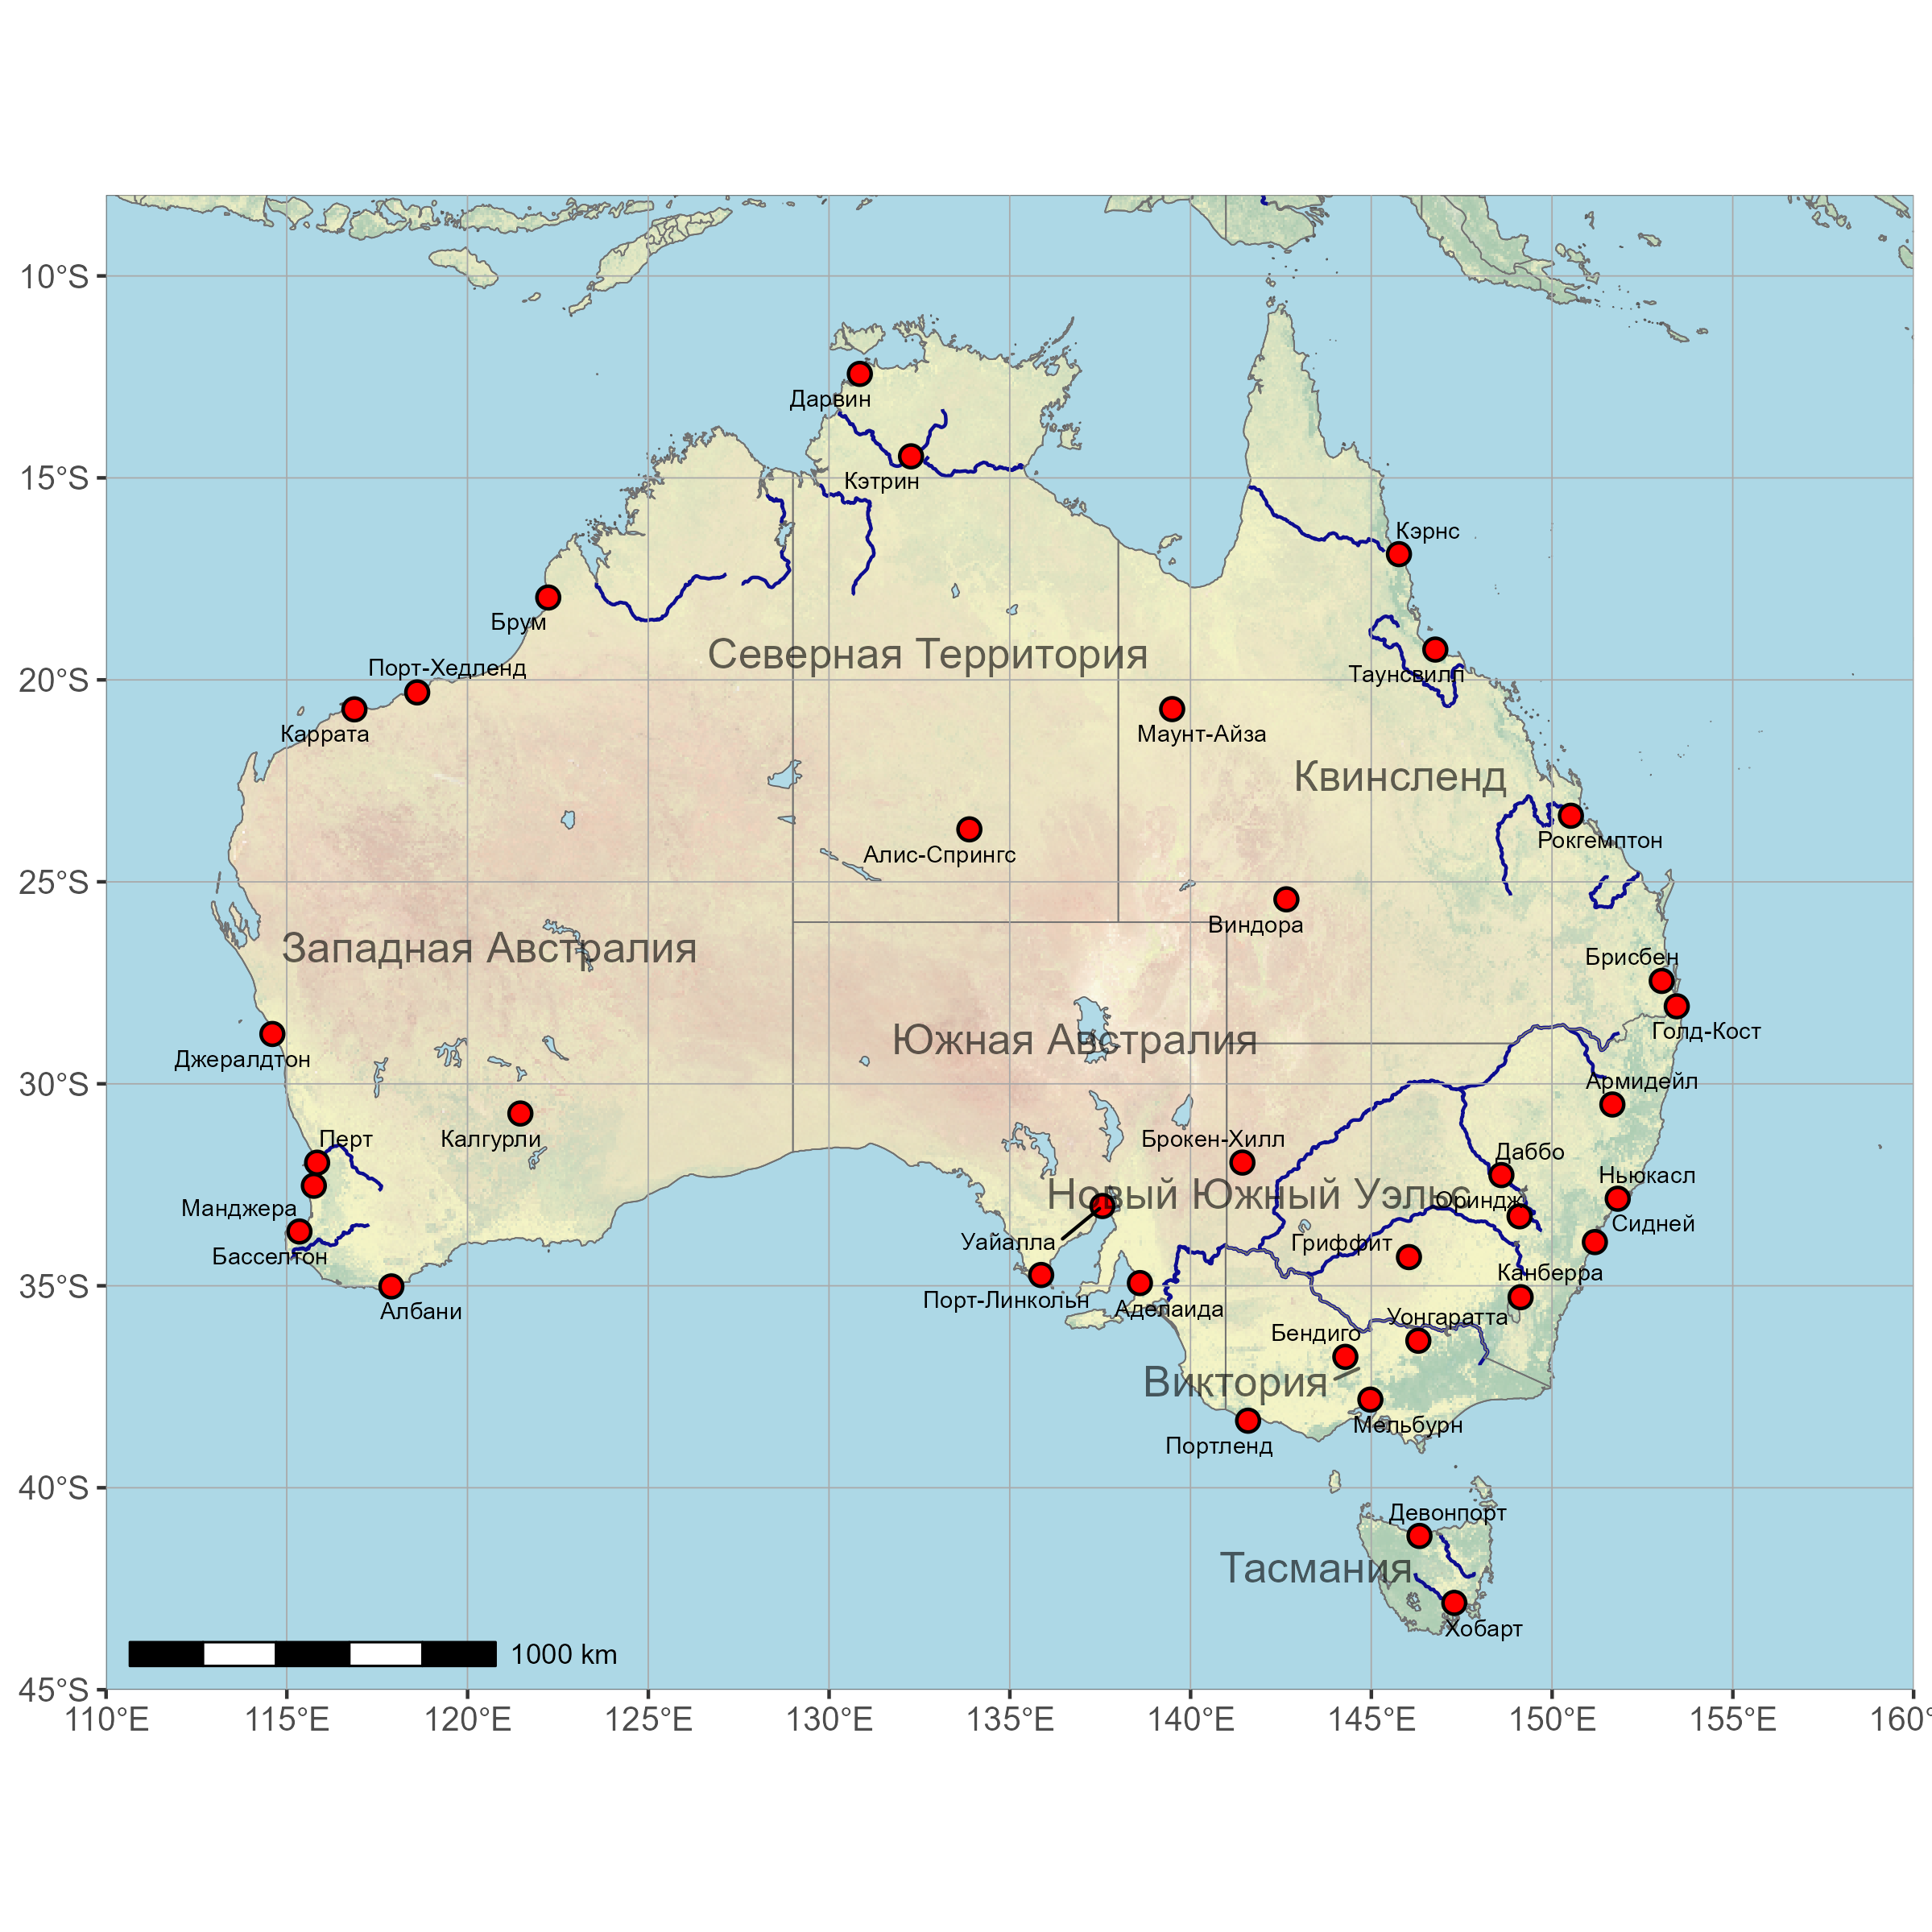 10°S
Дарвин
15°S
Кэтрин
Кэрнс
Брум
Северная Территория
Порт-Хедленд
20°S
Таунсвилл
Каррата
Маунт-Айза
Квинсленд
Рокгемптон
Алис-Спрингс
25°S
Виндора
Западная Австралия
Брисбен
Голд-Кост
Южная Австралия
Джералдтон
30°S
Армидейл
Перт
Калгурли
Брокен-Хилл
Даббо
Ньюкасл
Новый Южный Уэльс
Ориндж
Манджера
Сидней
Уайалла
Гриффит
Басселтон
Канберра
35°S
Порт-Линкольн
Аделаида
Албани
Уонгаратта
Бендиго
Виктория
Мельбурн
Портленд
40°S
Девонпорт
Тасмания
Хобарт
1000 km
45°S
110°E 115°E 120°E 125°E 130°E 135°E 140°E 145°E 150°E 155°E 160°